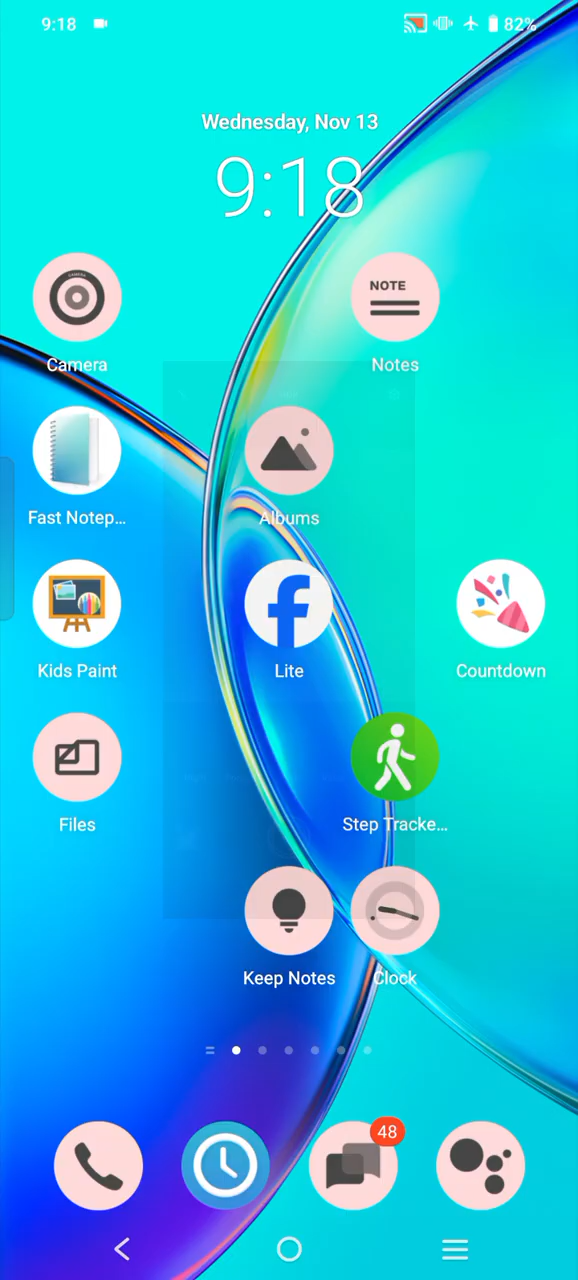 9:18
82%
Wednesday, Nov 13
9:18
CAMERA
NOTE
Camera
Notes
Fast Notep...
Albums
Kids Paint
Lite
Countdown
Files
Step Tracke...
Keep Notes
Clock
48